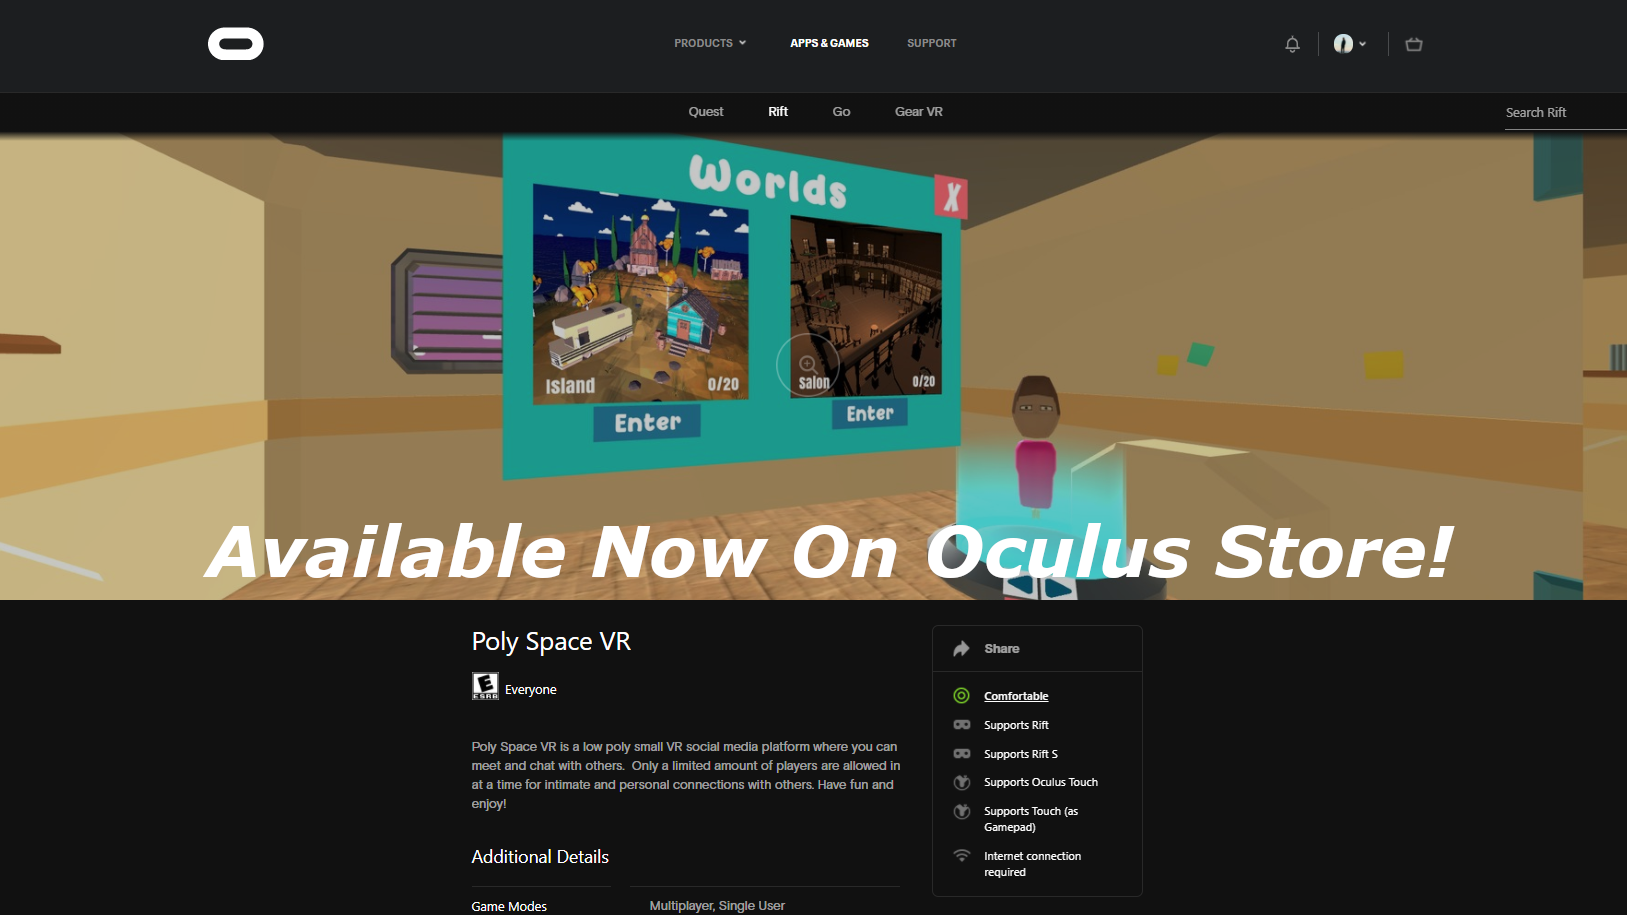 PRODUCTS APPS & GAMES SUPPORT
Quest Rift Go Gear VR Search Rift
Worlds
X
Island 0/20
Salon 0/20
Enter
Enter
Available Now On Oculus Store!
Poly Space VR
E
ESRB
Everyone
Poly Space VR is a low poly small VR social media platform where you can
meet and chat with others. Only a limited amount of players are allowed in
at a time for intimate and personal connections with others. Have fun and
enjoy!
Additional Details
Game Modes Multiplayer, Single User
Share
Comfortable
Supports Rift
Supports Rift S
Supports Oculus Touch
Supports Touch (as
Gamepad)
Internet connection
required